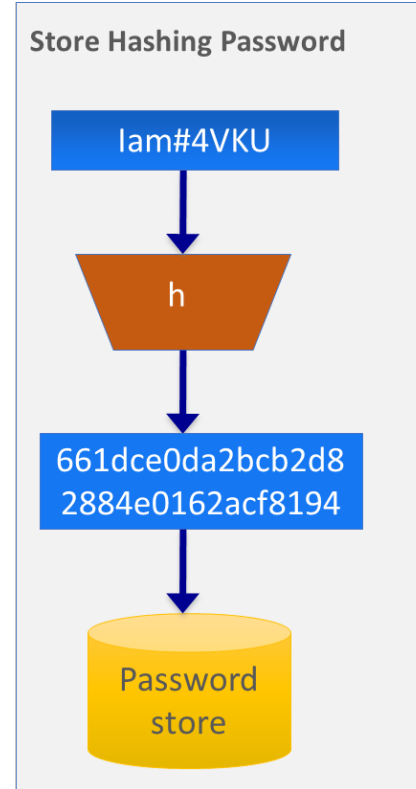 Store Hashing Password
Iam#4VKU
h
661dce0da2bcb2d8
2884e0162acf8194
Password
store